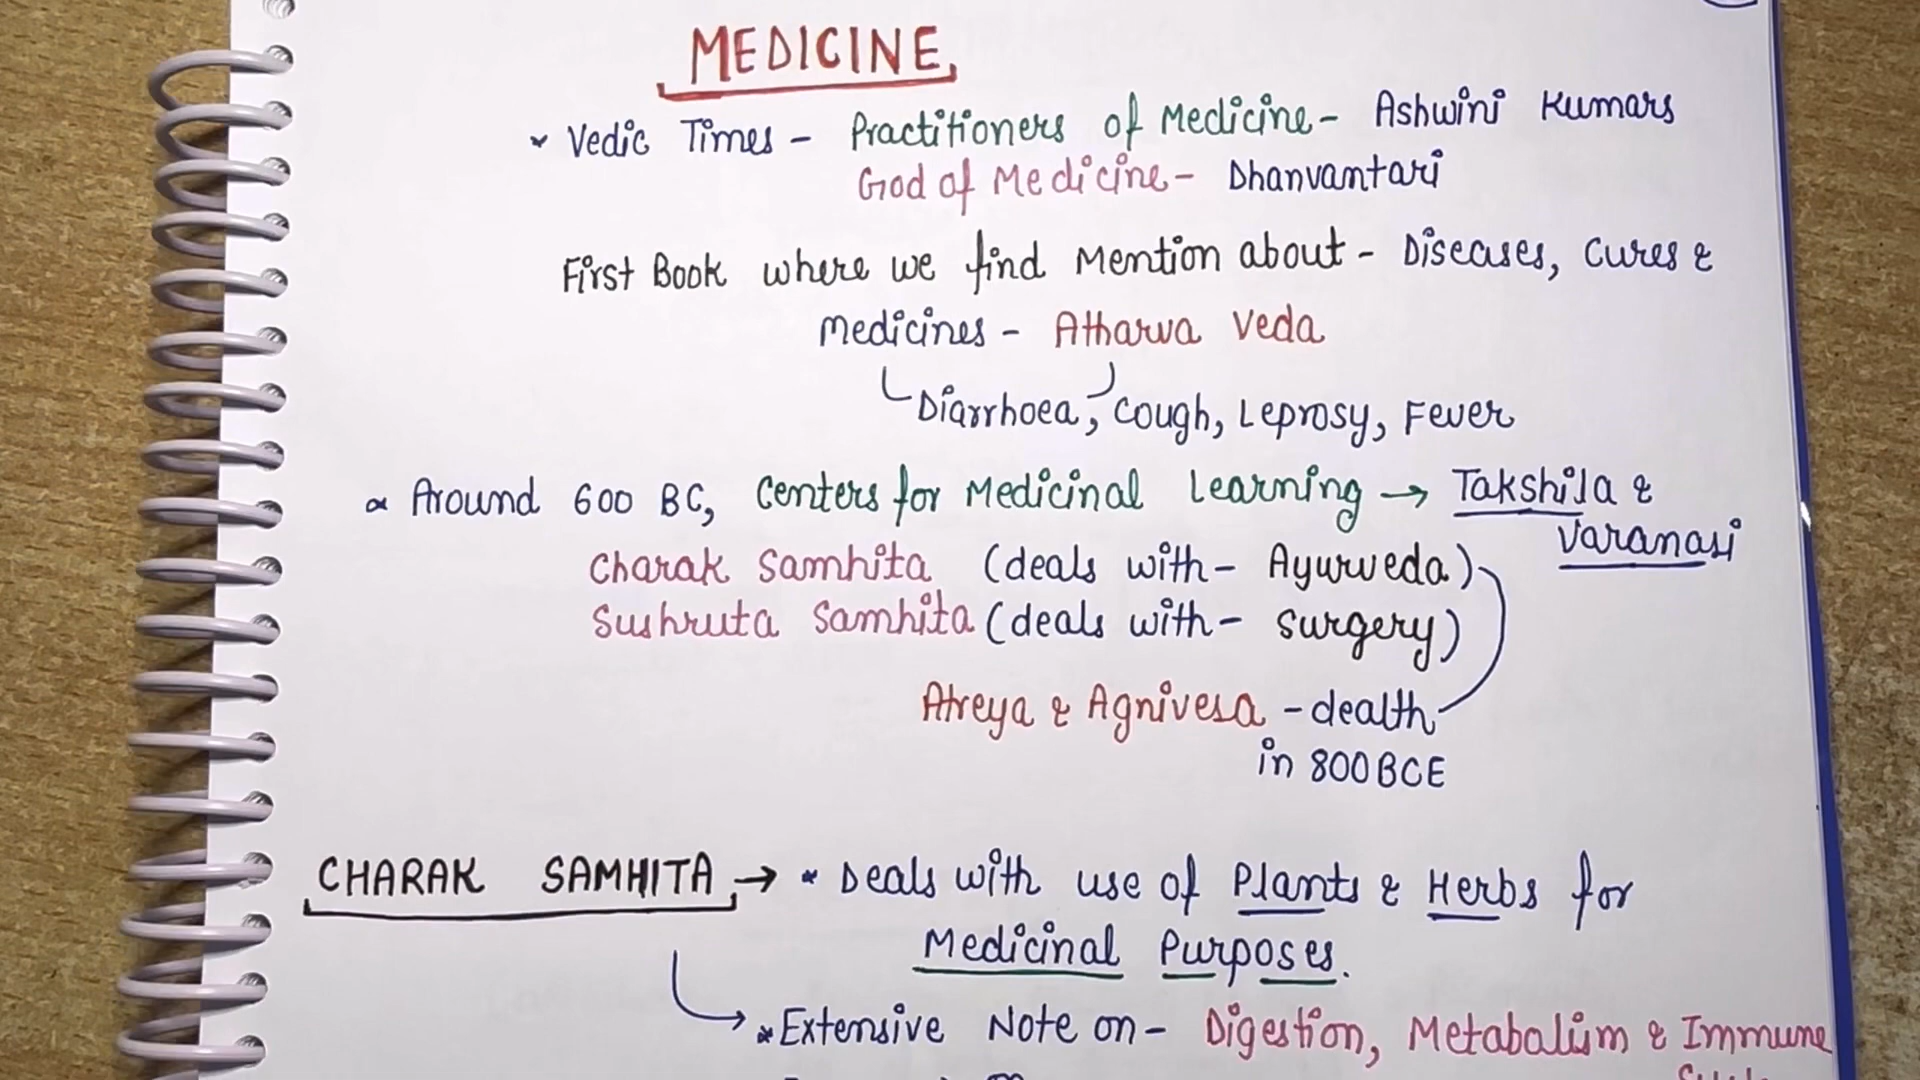 MEDICINE
* Vedic Times - Practitioners of Medicine- Ashwini Kumars
God of Medicine- Dhanvantari
First Book where we find Mention about - Diseases, Cures &
Medicines - Atharva Veda
Diarrhoea, Cough, Leprosy, Fever
* Around 600 BC, Centers for Medicinal Learning → Takshila &
Varanasi
Charak Samhita (deals with- Ayurveda)
Sushruta Samhita (deals with- Surgery)
Atreya & Agnivesa - dealth
in 800 BCE
CHARAK SAMHITA → * Deals with use of Plants & Herbs for
Medicinal Purposes.
* Extensive Note on- Digestion, Metabalism & Immune